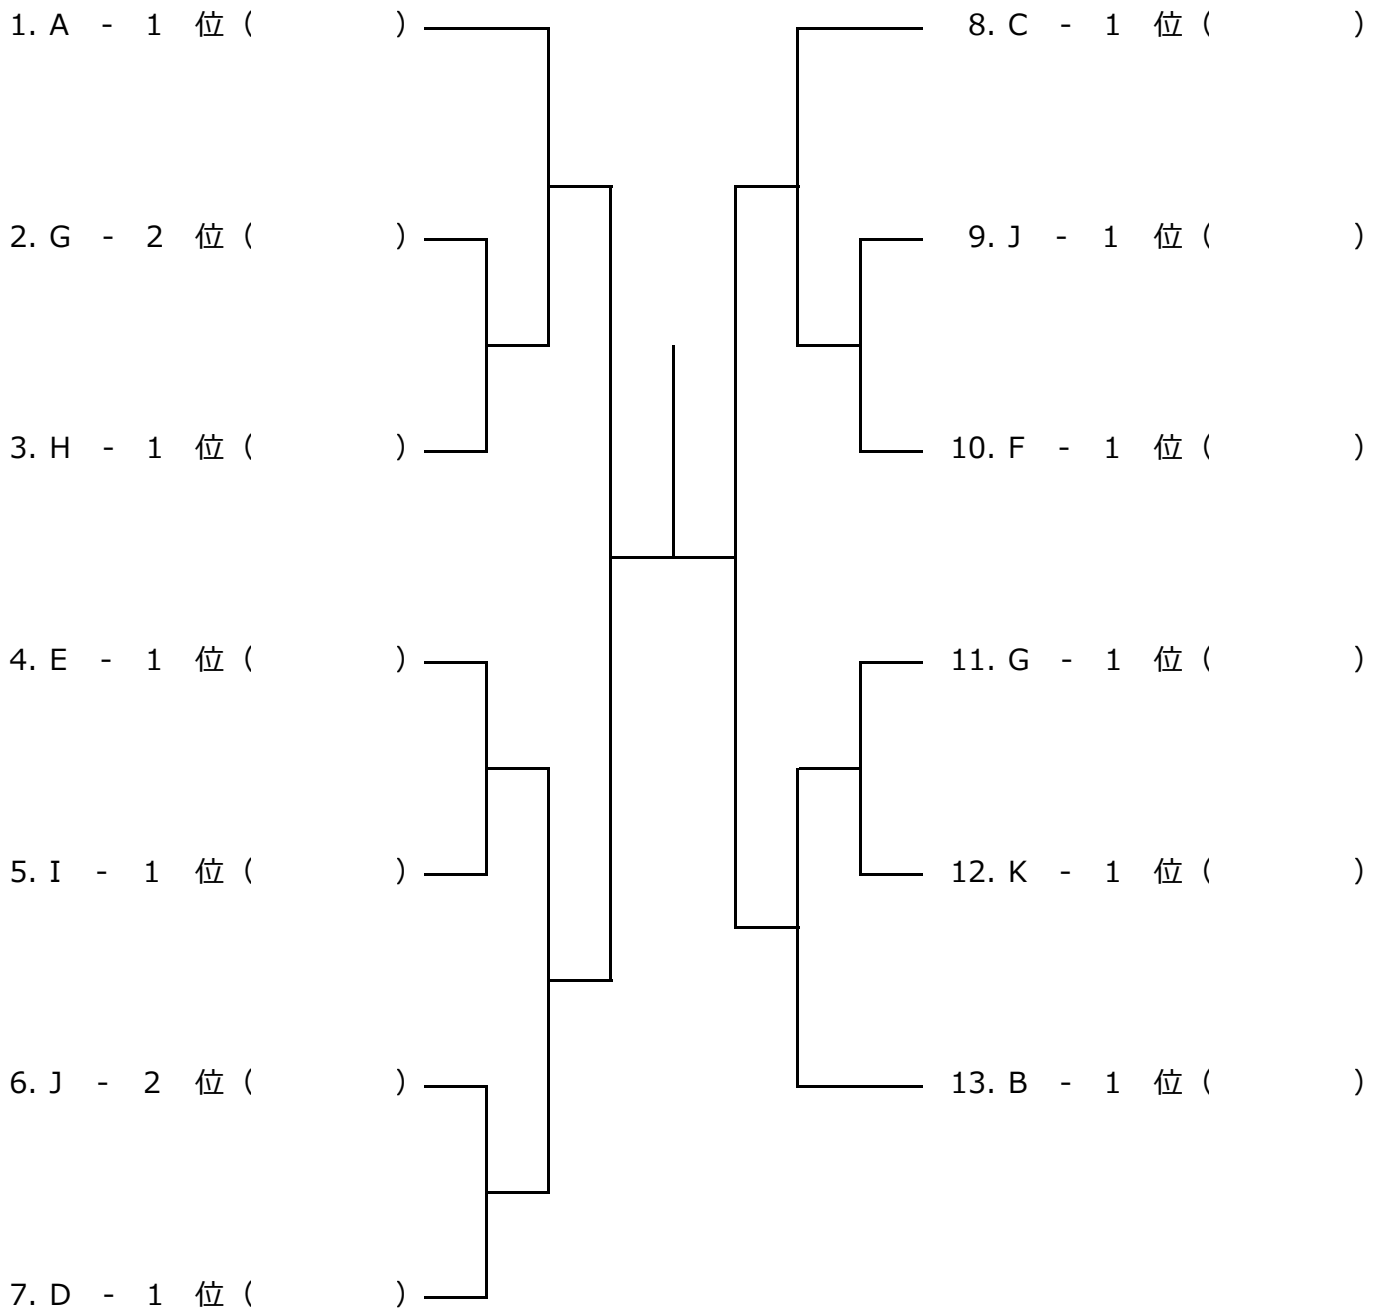 1. A - 1 位 ( )
2. G - 2 位 ( )
3. H - 1 位 ( )
4. E - 1 位 ( )
5. I - 1 位 ( )
6. J - 2 位 ( )
7. D - 1 位 ( )
8. C - 1 位 ( )
9. J - 1 位 ( )
10. F - 1 位 ( )
11. G - 1 位 ( )
12. K - 1 位 ( )
13. B - 1 位 ( )